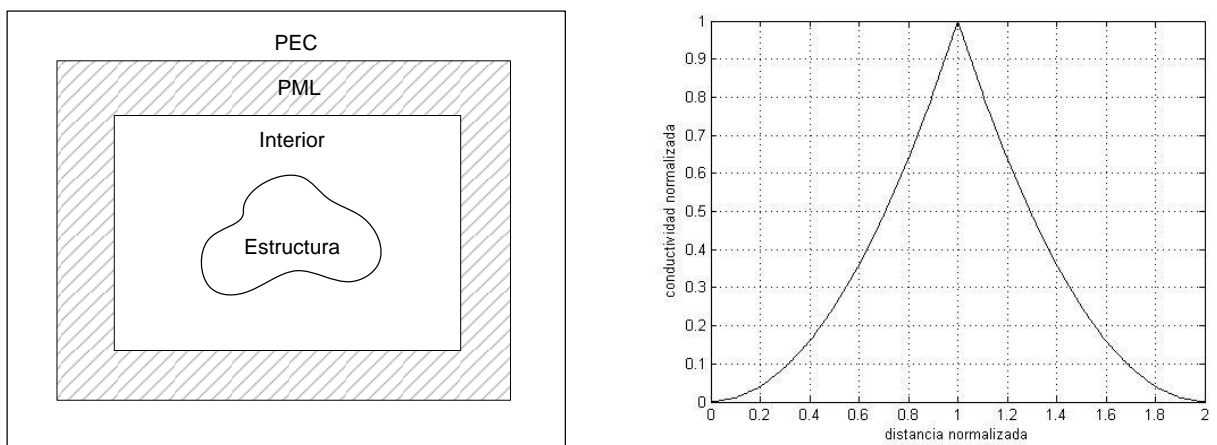 PEC
PML
Interior
Estructura
conductividad normalizada
1
0.9
0.8
0.7
0.6
0.5
0.4
0.3
0.2
0.1
0
0 0.2 0.4 0.6 0.8 1 1.2 1.4 1.6 1.8 2
distancia normalizada